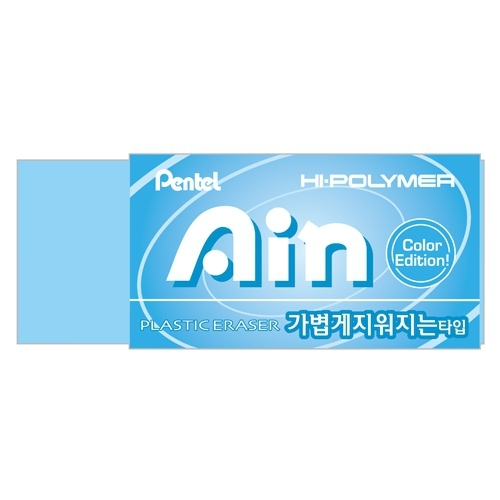 Pentel
HI-POLYMER
Ain
Color
Edition!
PLASTIC ERASER 가볍게지워지는타입